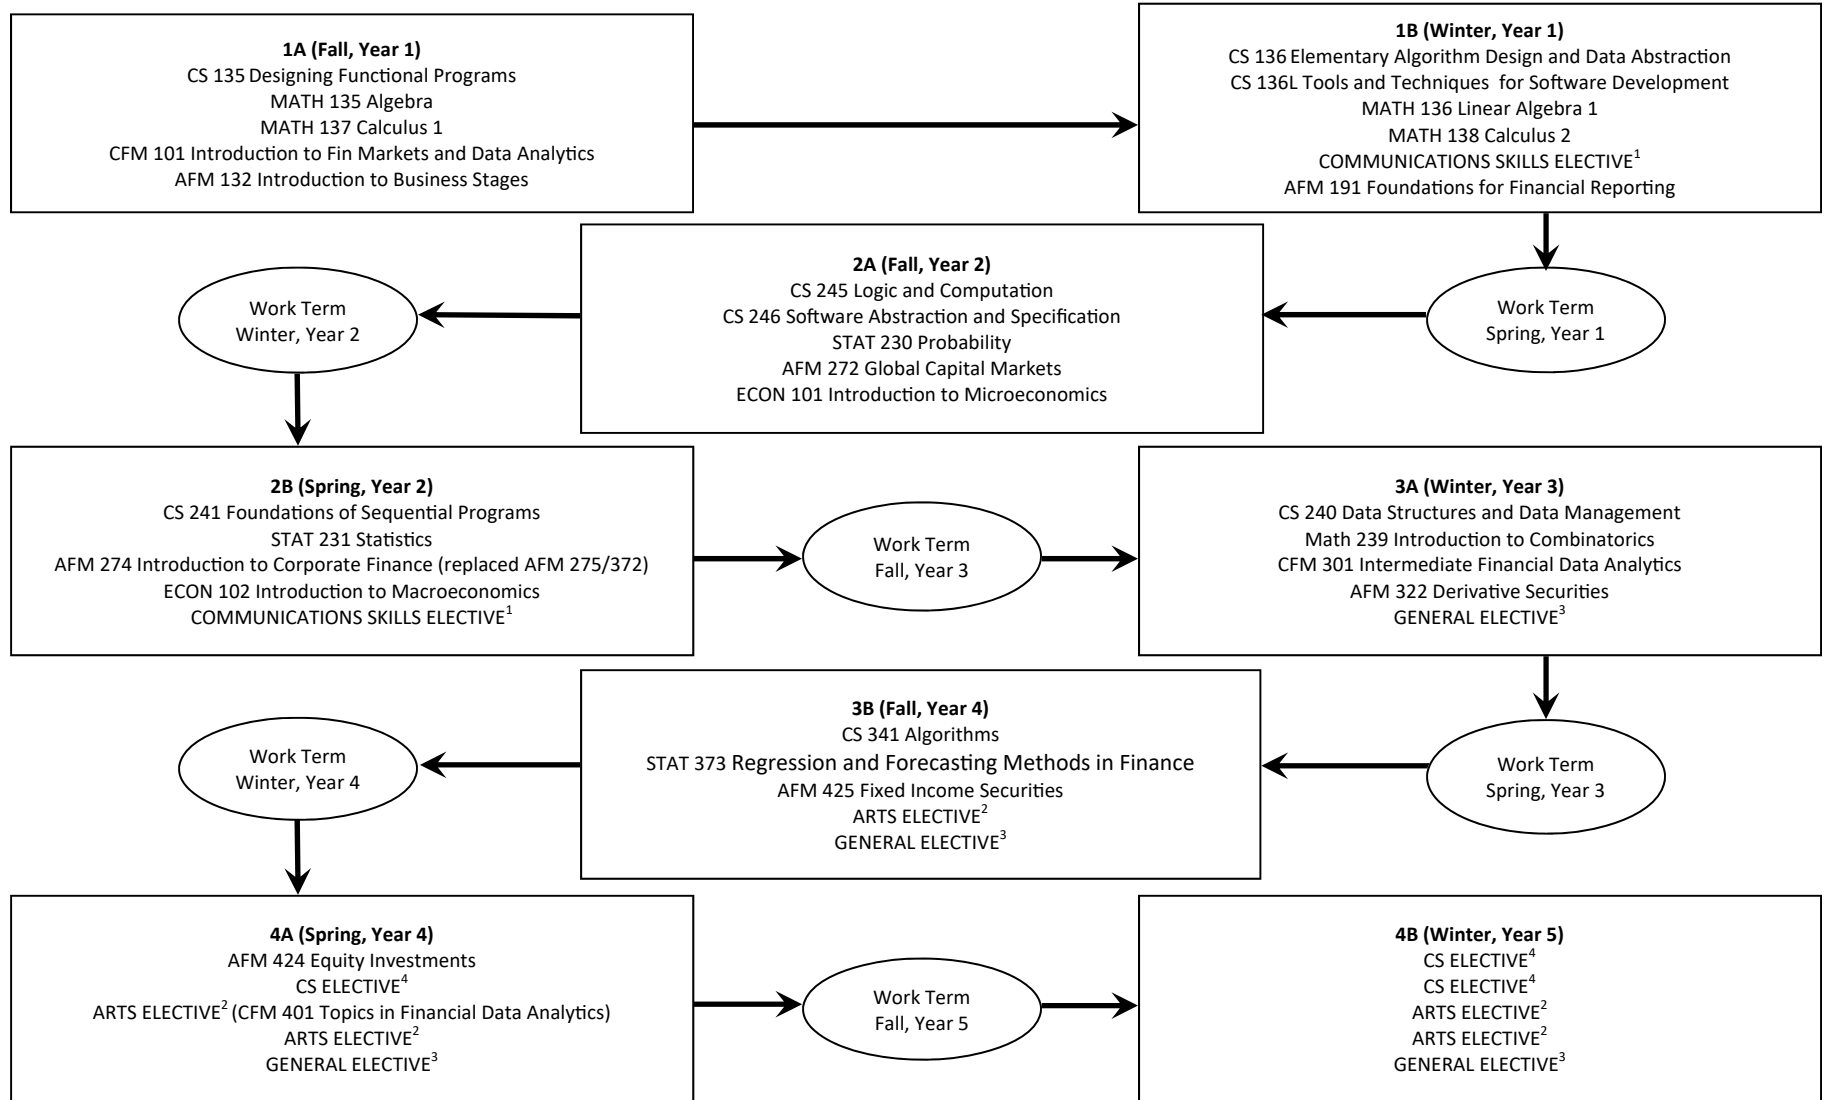 1A (Fall, Year 1)
CS 135 Designing Functional Programs
MATH 135 Algebra
MATH 137 Calculus 1
CFM 101 Introduction to Fin Markets and Data Analytics
AFM 132 Introduction to Business Stages
1B (Winter, Year 1)
CS 136 Elementary Algorithm Design and Data Abstraction
CS 136L Tools and Techniques for Software Development
MATH 136 Linear Algebra 1
MATH 138 Calculus 2
COMMUNICATIONS SKILLS ELECTIVE¹
AFM 191 Foundations for Financial Reporting
Work Term
Spring, Year 1
2A (Fall, Year 2)
CS 245 Logic and Computation
CS 246 Software Abstraction and Specification
STAT 230 Probability
AFM 272 Global Capital Markets
ECON 101 Introduction to Microeconomics
Work Term
Winter, Year 2
2B (Spring, Year 2)
CS 241 Foundations of Sequential Programs
STAT 231 Statistics
AFM 274 Introduction to Corporate Finance (replaced AFM 275/372)
ECON 102 Introduction to Macroeconomics
COMMUNICATIONS SKILLS ELECTIVE¹
Work Term
Fall, Year 3
3A (Winter, Year 3)
CS 240 Data Structures and Data Management
Math 239 Introduction to Combinatorics
CFM 301 Intermediate Financial Data Analytics
AFM 322 Derivative Securities
GENERAL ELECTIVE³
Work Term
Spring, Year 3
3B (Fall, Year 4)
CS 341 Algorithms
STAT 373 Regression and Forecasting Methods in Finance
AFM 425 Fixed Income Securities
ARTS ELECTIVE²
GENERAL ELECTIVE³
Work Term
Winter, Year 4
4A (Spring, Year 4)
AFM 424 Equity Investments
CS ELECTIVE⁴
ARTS ELECTIVE² (CFM 401 Topics in Financial Data Analytics)
ARTS ELECTIVE²
GENERAL ELECTIVE³
Work Term
Fall, Year 5
4B (Winter, Year 5)
CS ELECTIVE⁴
CS ELECTIVE⁴
ARTS ELECTIVE²
ARTS ELECTIVE²
GENERAL ELECTIVE³